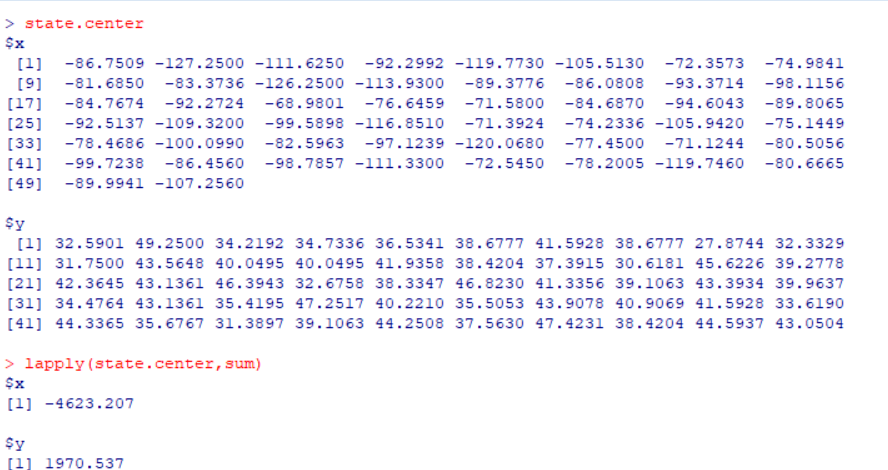 > state.center
$x
[1] -86.7509 -127.2500 -111.6250 -92.2992 -119.7730 -105.5130 -72.3573 -74.9841
[9] -81.6850 -83.3736 -126.2500 -113.9300 -89.3776 -86.0808 -93.3714 -98.1156
[17] -84.7674 -92.2724 -68.9801 -76.6459 -71.5800 -84.6870 -94.6043 -89.8065
[25] -92.5137 -109.3200 -99.5898 -116.8510 -71.3924 -74.2336 -105.9420 -75.1449
[33] -78.4686 -100.0990 -82.5963 -97.1239 -120.0680 -77.4500 -71.1244 -80.5056
[41] -99.7238 -86.4560 -98.7857 -111.3300 -72.5450 -78.2005 -119.7460 -80.6665
[49] -89.9941 -107.2560
$y
[1] 32.5901 49.2500 34.2192 34.7336 36.5341 38.6777 41.5928 38.6777 27.8744 32.3329
[11] 31.7500 43.5648 40.0495 40.0495 41.9358 38.4204 37.3915 30.6181 45.6226 39.2778
[21] 42.3645 43.1361 46.3943 32.6758 38.3347 46.8230 41.3356 39.1063 43.3934 39.9637
[31] 34.4764 43.1361 35.4195 47.2517 40.2210 35.5053 43.9078 40.9069 41.5928 33.6190
[41] 44.3365 35.6767 31.3897 39.1063 44.2508 37.5630 47.4231 38.4204 44.5937 43.0504
> lapply(state.center,sum)
$x
[1] -4623.207
$y
[1] 1970.537